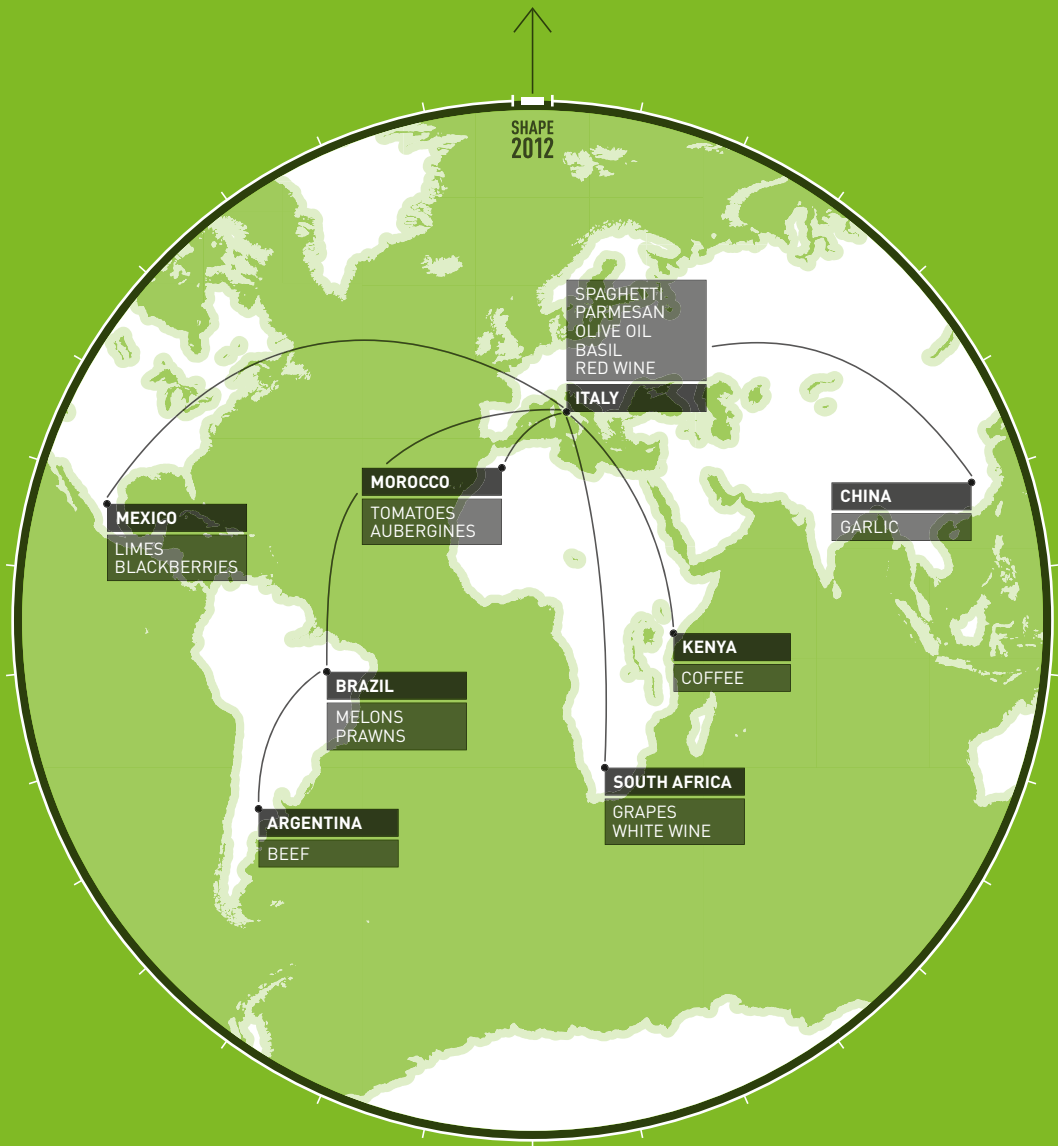 SHAPE
2012
SPAGHETTI
PARMESAN
OLIVE OIL
BASIL
RED WINE
ITALY
MOROCCO
TOMATOES
AUBERGINES
CHINA
GARLIC
MEXICO
LIMES
BLACKBERRIES
KENYA
COFFEE
BRAZIL
MELONS
PRAWNS
SOUTH AFRICA
GRAPES
WHITE WINE
ARGENTINA
BEEF